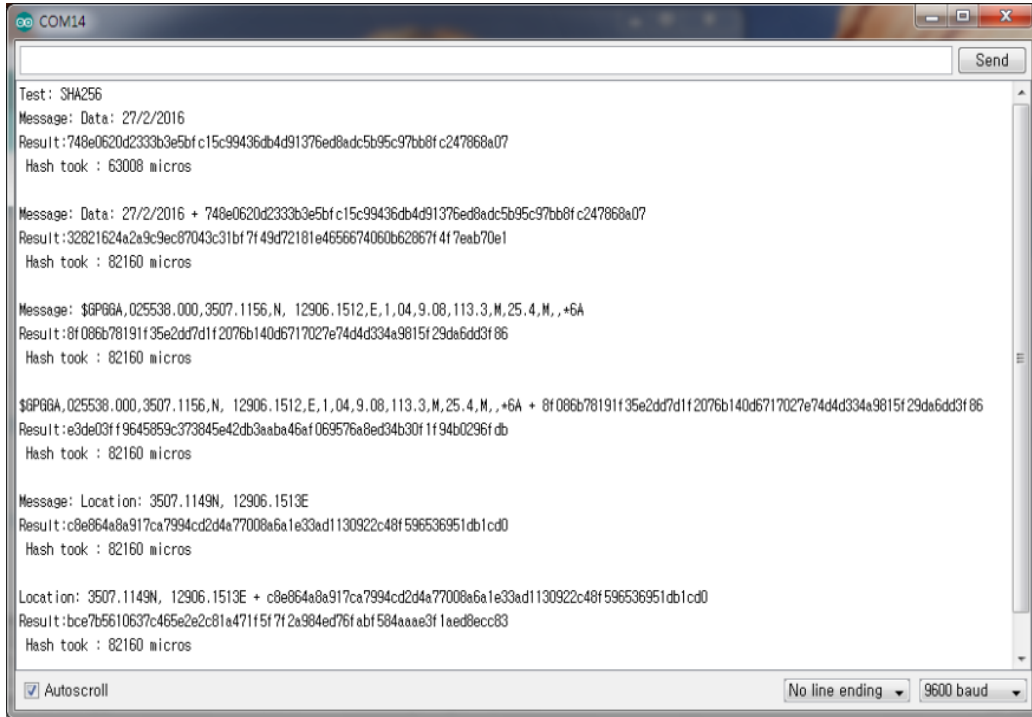 COM14
Send
Test: SHA256
Message: Data: 27/2/2016
Result:748e0620d2333b3e5bfc15c99436db4d91376ed8adc5b95c97bb8fc247868a07
Hash took : 63008 micros
Message: Data: 27/2/2016 + 748e0620d2333b3e5bfc15c99436db4d91376ed8adc5b95c97bb8fc247868a07
Result:32821624a2a9c9ec87043c31bf7f49d72181e4656674060b62867f4f7eab70e1
Hash took : 82160 micros
Message: $GPGGA,025538.000,3507.1156,N, 12906.1512,E,1,04,9.08,113.3,M,25.4,M,,*6A
Result:8f086b78191f35e2dd7d1f2076b140d6717027e74d4d334a9815f29da6dd3f86
Hash took : 82160 micros
$GPGGA,025538.000,3507.1156,N, 12906.1512,E,1,04,9.08,113.3,M,25.4,M,,*6A + 8f086b78191f35e2dd7d1f2076b140d6717027e74d4d334a9815f29da6dd3f86
Result:e3de03ff9645859c373845e42db3aaba46af069576a8ed34b30f1f94b0296fdb
Hash took : 82160 micros
Message: Location: 3507.1149N, 12906.1513E
Result:c8e864a8a917ca7994cd2d4a77008a6a1e33ad1130922c48f596536951db1cd0
Hash took : 82160 micros
Location: 3507.1149N, 12906.1513E + c8e864a8a917ca7994cd2d4a77008a6a1e33ad1130922c48f596536951db1cd0
Result:bce7b5610637c465e2e2c81a471f5f7f2a984ed76fabf584aaae3f1aed8ecc83
Hash took : 82160 micros
Autoscroll
No line ending
9600 baud